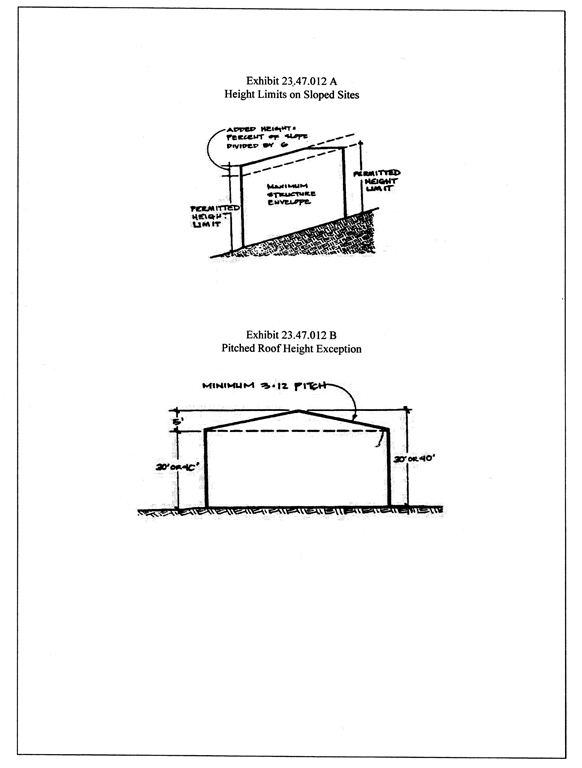 Exhibit 23.47.012 A
Height Limits on Sloped Sites
ADDED HEIGHT:
PERCENT OF SLOPE
DIVIDED BY 6
PERMITTED
HEIGHT
LIMIT
MAXIMUM
STRUCTURE
ENVELOPE
PERMITTED
HEIGHT
LIMIT
Exhibit 23.47.012 B
Pitched Roof Height Exception
MINIMUM 3:12 PITCH
5'
30' OR 40'
30' OR 40'